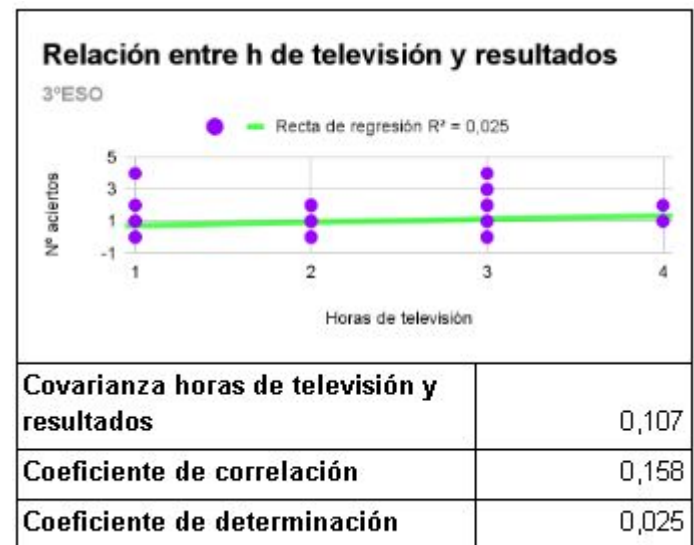 Relación entre h de televisión y resultados
3ºESO
Recta de regresión R² = 0,025
5
3
1
-1
Nº aciertos
1 2 3 4
Horas de televisión
Covarianza horas de televisión y
resultados 0,107
Coeficiente de correlación 0,158
Coeficiente de determinación 0,025